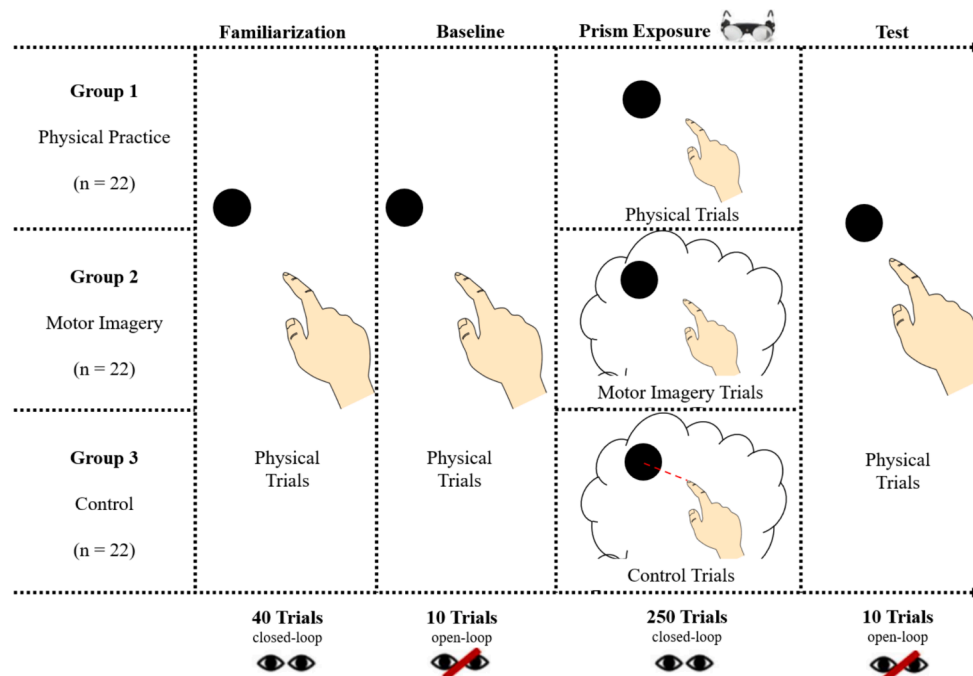 Familiarization
Baseline
Prism Exposure
Test
Group 1
Physical Practice
(n = 22)
Physical Trials
Group 2
Motor Imagery
(n = 22)
Motor Imagery Trials
Group 3
Control
(n = 22)
Physical
Trials
Physical
Trials
Control Trials
Physical
Trials
40 Trials
closed-loop
10 Trials
open-loop
250 Trials
closed-loop
10 Trials
open-loop